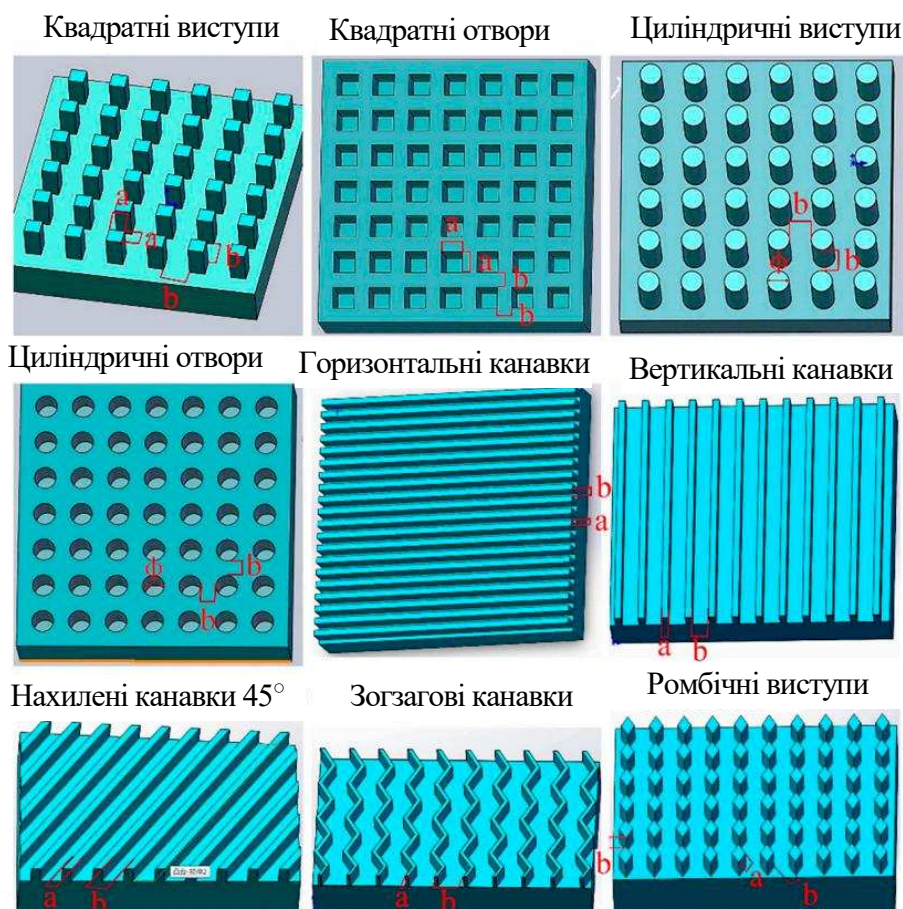 Квадратні виступи
Квадратні отвори
Циліндричні виступи
a
a
b
b
a
a
b
b
b
Ф
b
Циліндричні отвори
Горизонтальні канавки
Вертикальні канавки
Ф
b
b
b
a
a
b
Нахилені канавки 45°
Зогзагові канавки
Ромбічні виступи
a
b
a
b
b
a
b